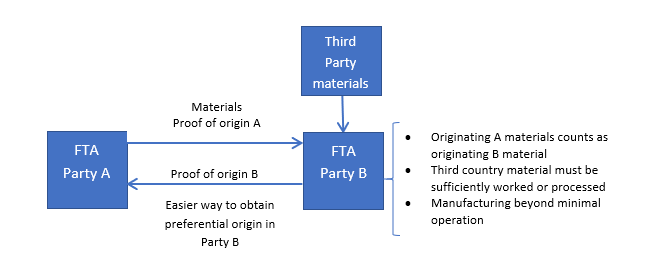 Third
Party
materials
Materials
Proof of origin A
FTA
Party A
FTA
Party B
Proof of origin B
Easier way to obtain
preferential origin in
Party B
• Originating A materials counts as
originating B material
• Third country material must be
sufficiently worked or processed
• Manufacturing beyond minimal
operation